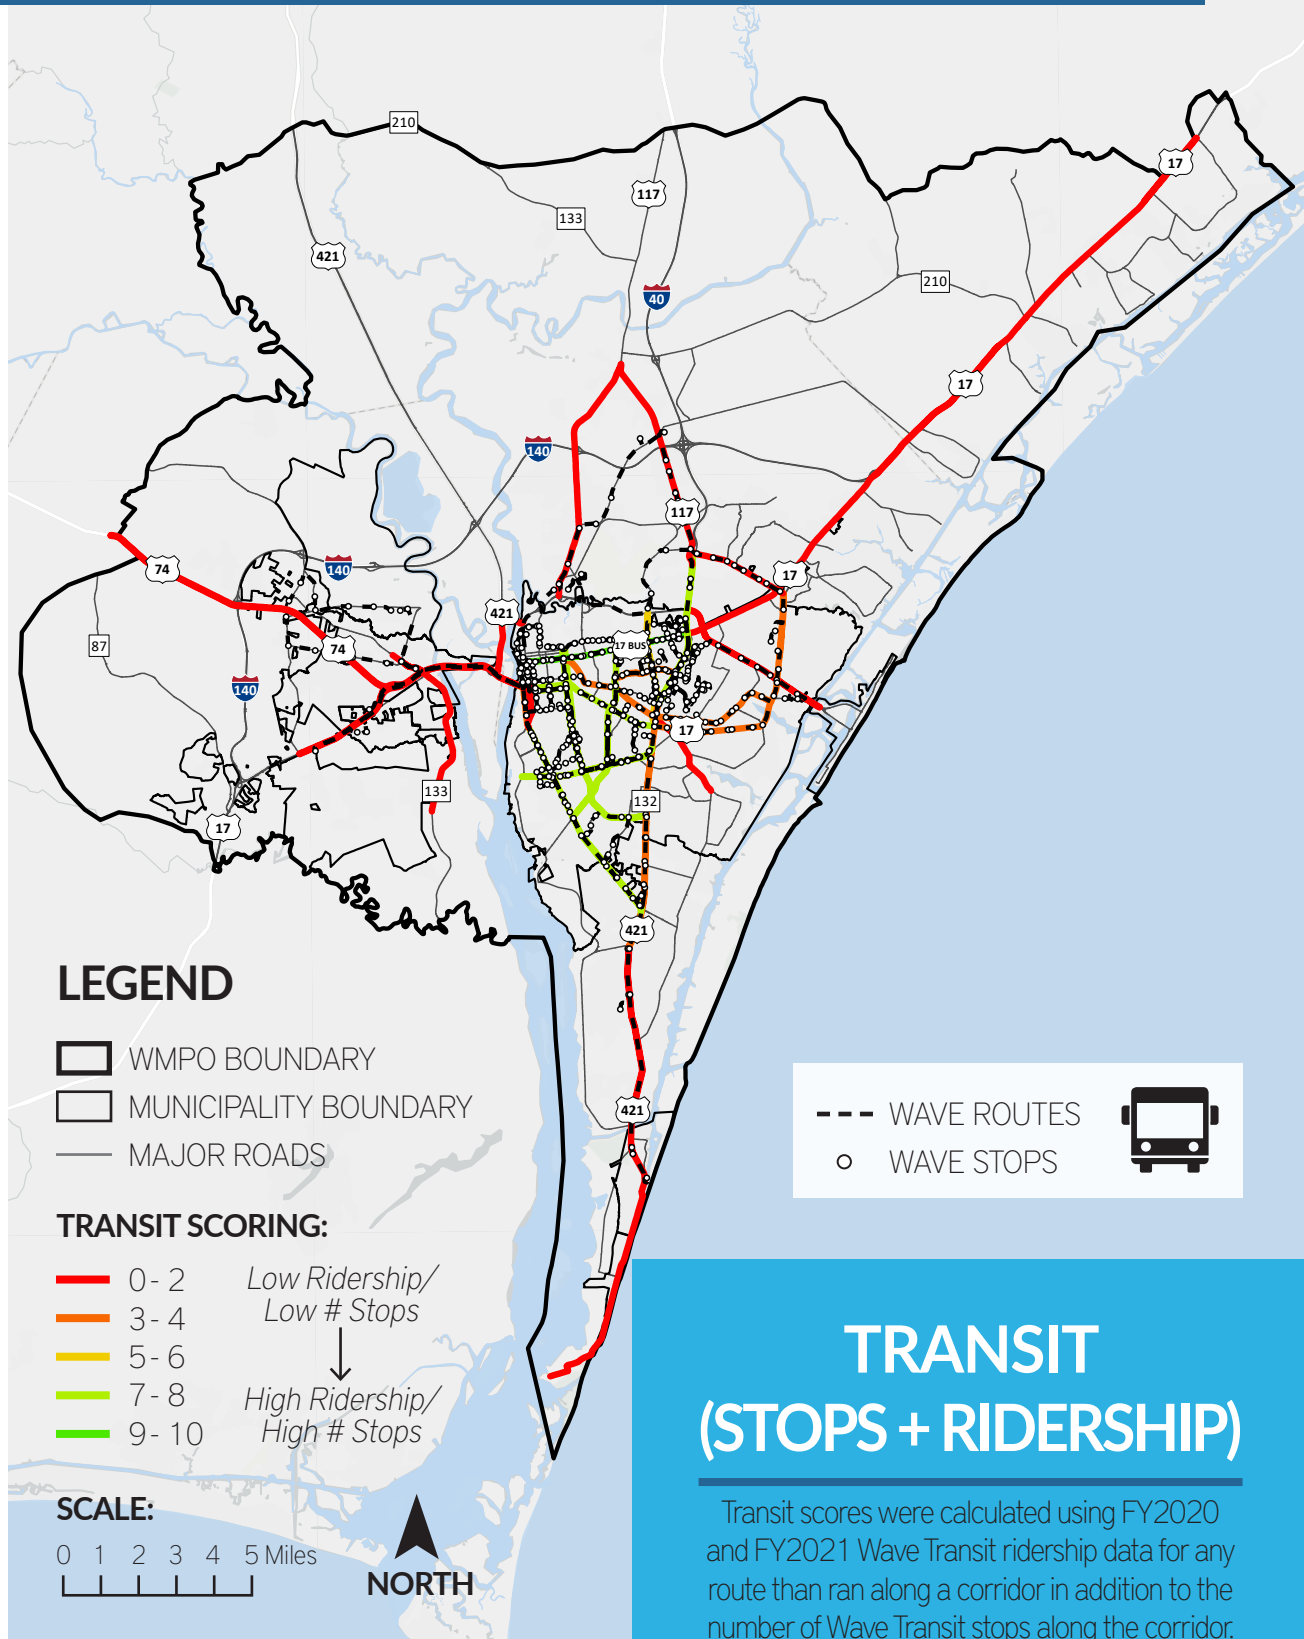 210
117
133
17
421
40
210
17
140
117
74
140
17
421
87
74
17 BUS
140
17
133
132
17
421
421
LEGEND
WMPO BOUNDARY
MUNICIPALITY BOUNDARY
MAJOR ROADS
WAVE ROUTES
WAVE STOPS
TRANSIT SCORING:
0 - 2
3 - 4
5 - 6
7 - 8
9 - 10
Low Ridership/
Low # Stops
High Ridership/
High # Stops
SCALE:
0 1 2 3 4 5 Miles
NORTH
TRANSIT
(STOPS + RIDERSHIP)
Transit scores were calculated using FY2020
and FY2021 Wave Transit ridership data for any
route than ran along a corridor in addition to the
number of Wave Transit stops along the corridor.